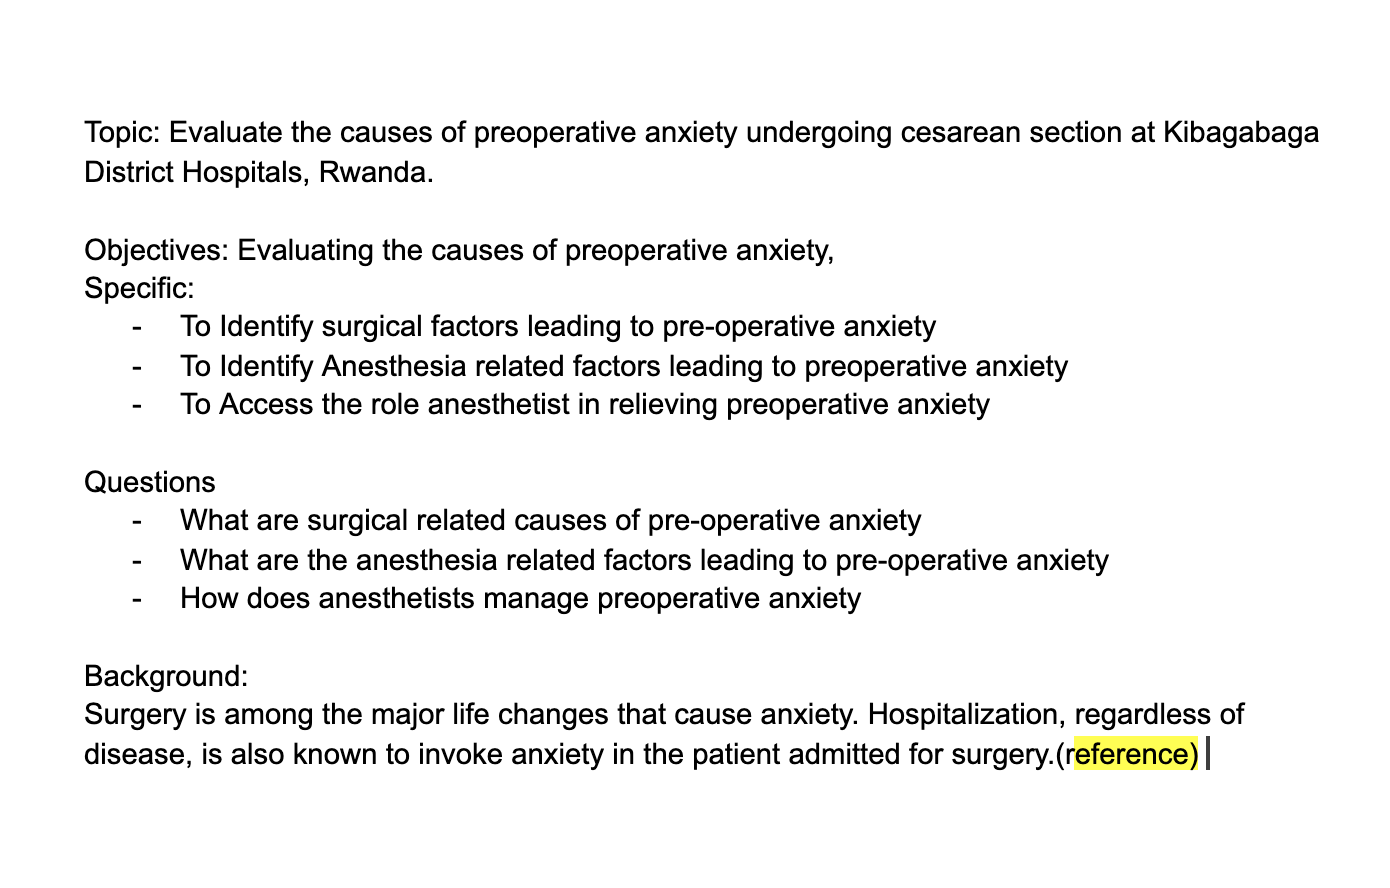 Topic: Evaluate the causes of preoperative anxiety undergoing cesarean section at Kibagabaga
District Hospitals, Rwanda.
Objectives: Evaluating the causes of preoperative anxiety,
Specific:
- To Identify surgical factors leading to pre-operative anxiety
- To Identify Anesthesia related factors leading to preoperative anxiety
- To Access the role anesthetist in relieving preoperative anxiety
Questions
- What are surgical related causes of pre-operative anxiety
- What are the anesthesia related factors leading to pre-operative anxiety
- How does anesthetists manage preoperative anxiety
Background:
Surgery is among the major life changes that cause anxiety. Hospitalization, regardless of
disease, is also known to invoke anxiety in the patient admitted for surgery.(reference)